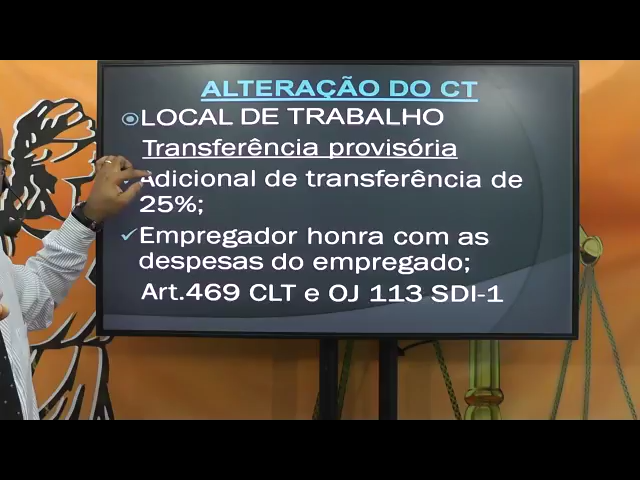 ALTERAÇÃO DO CT
LOCAL DE TRABALHO
Transferência provisória
Adicional de transferência de
25%;
Empregador honra com as
despesas do empregado;
Art.469 CLT e OJ 113 SDI-1